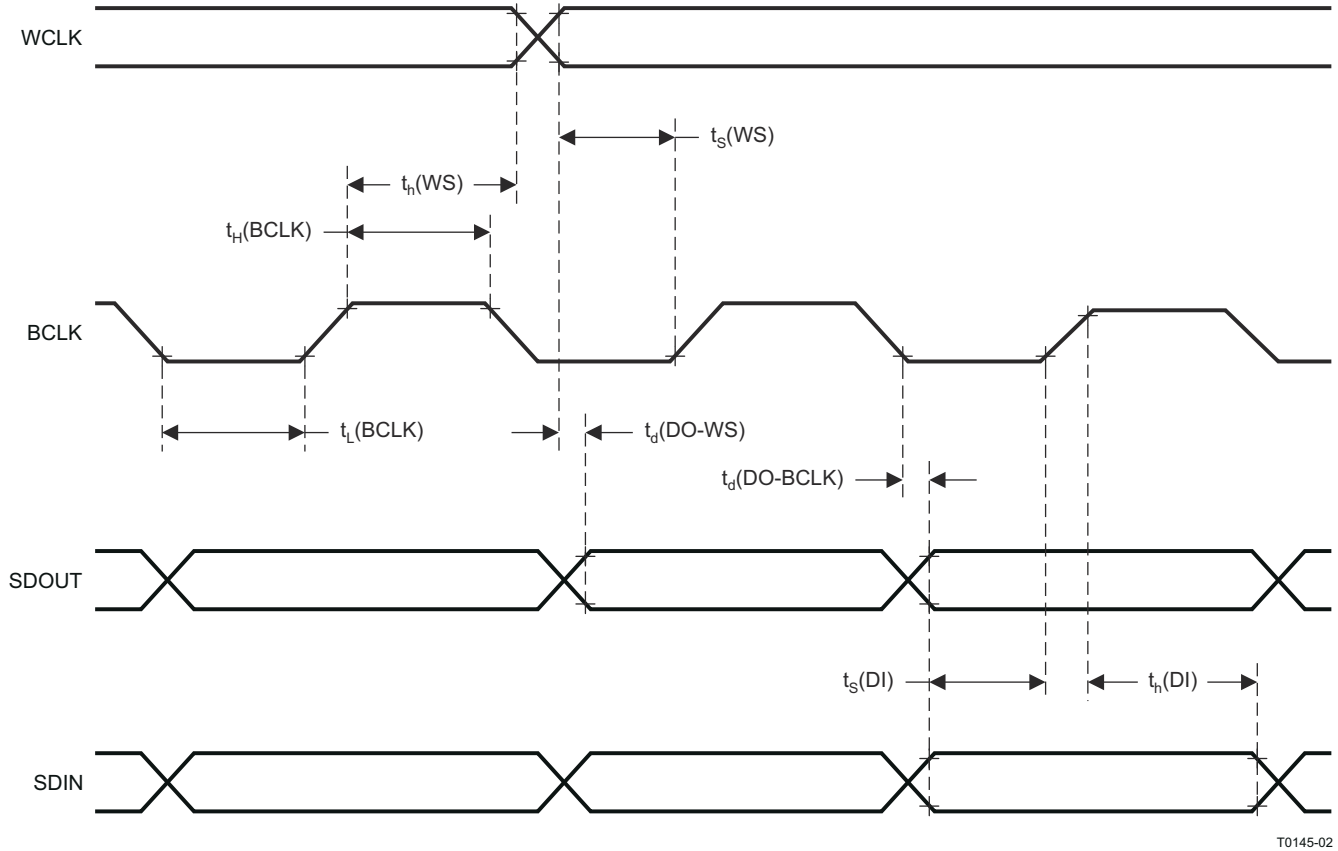 WCLK
tS(WS)
th(WS)
tH(BCLK)
BCLK
tL(BCLK)
td(DO-WS)
td(DO-BCLK)
SDOUT
tS(DI)
th(DI)
SDIN
T0145-02